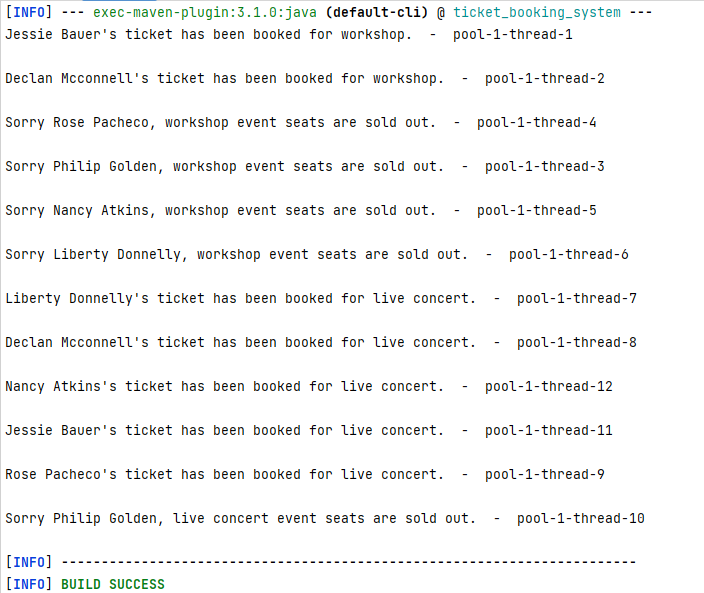 [INFO] --- exec-maven-plugin:3.1.0:java (default-cli) @ ticket_booking_system ---
Jessie Bauer's ticket has been booked for workshop.  -  pool-1-thread-1
Declan Mcconnell's ticket has been booked for workshop.  -  pool-1-thread-2
Sorry Rose Pacheco, workshop event seats are sold out.  -  pool-1-thread-4
Sorry Philip Golden, workshop event seats are sold out.  -  pool-1-thread-3
Sorry Nancy Atkins, workshop event seats are sold out.  -  pool-1-thread-5
Sorry Liberty Donnelly, workshop event seats are sold out.  -  pool-1-thread-6
Liberty Donnelly's ticket has been booked for live concert.  -  pool-1-thread-7
Declan Mcconnell's ticket has been booked for live concert.  -  pool-1-thread-8
Nancy Atkins's ticket has been booked for live concert.  -  pool-1-thread-12
Jessie Bauer's ticket has been booked for live concert.  -  pool-1-thread-11
Rose Pacheco's ticket has been booked for live concert.  -  pool-1-thread-9
Sorry Philip Golden, live concert event seats are sold out.  -  pool-1-thread-10
[INFO] ------------------------------------------------------------------------
[INFO] BUILD SUCCESS